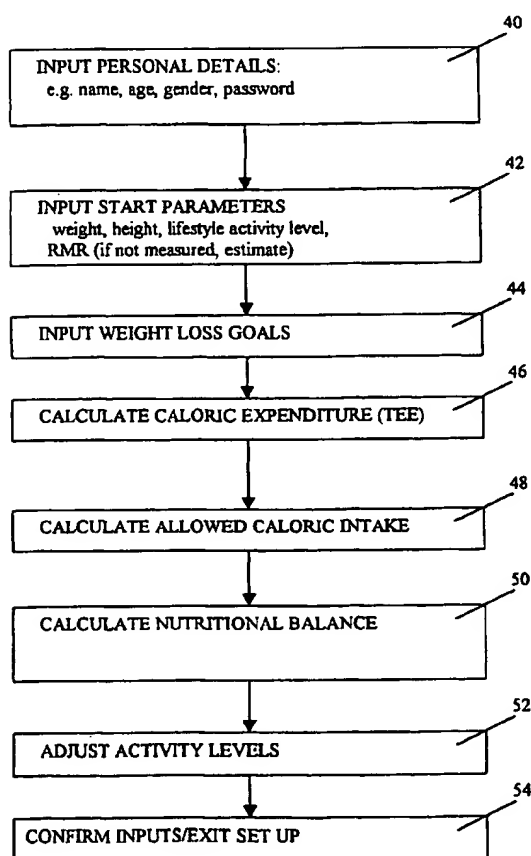 40
INPUT PERSONAL DETAILS:
e.g. name, age, gender, password
42
INPUT START PARAMETERS
weight, height, lifestyle activity level,
RMR (if not measured, estimate)
44
INPUT WEIGHT LOSS GOALS
46
CALCULATE CALORIC EXPENDITURE (TEE)
48
CALCULATE ALLOWED CALORIC INTAKE
50
CALCULATE NUTRITIONAL BALANCE
52
ADJUST ACTIVITY LEVELS
54
CONFIRM INPUTS/EXIT SET UP